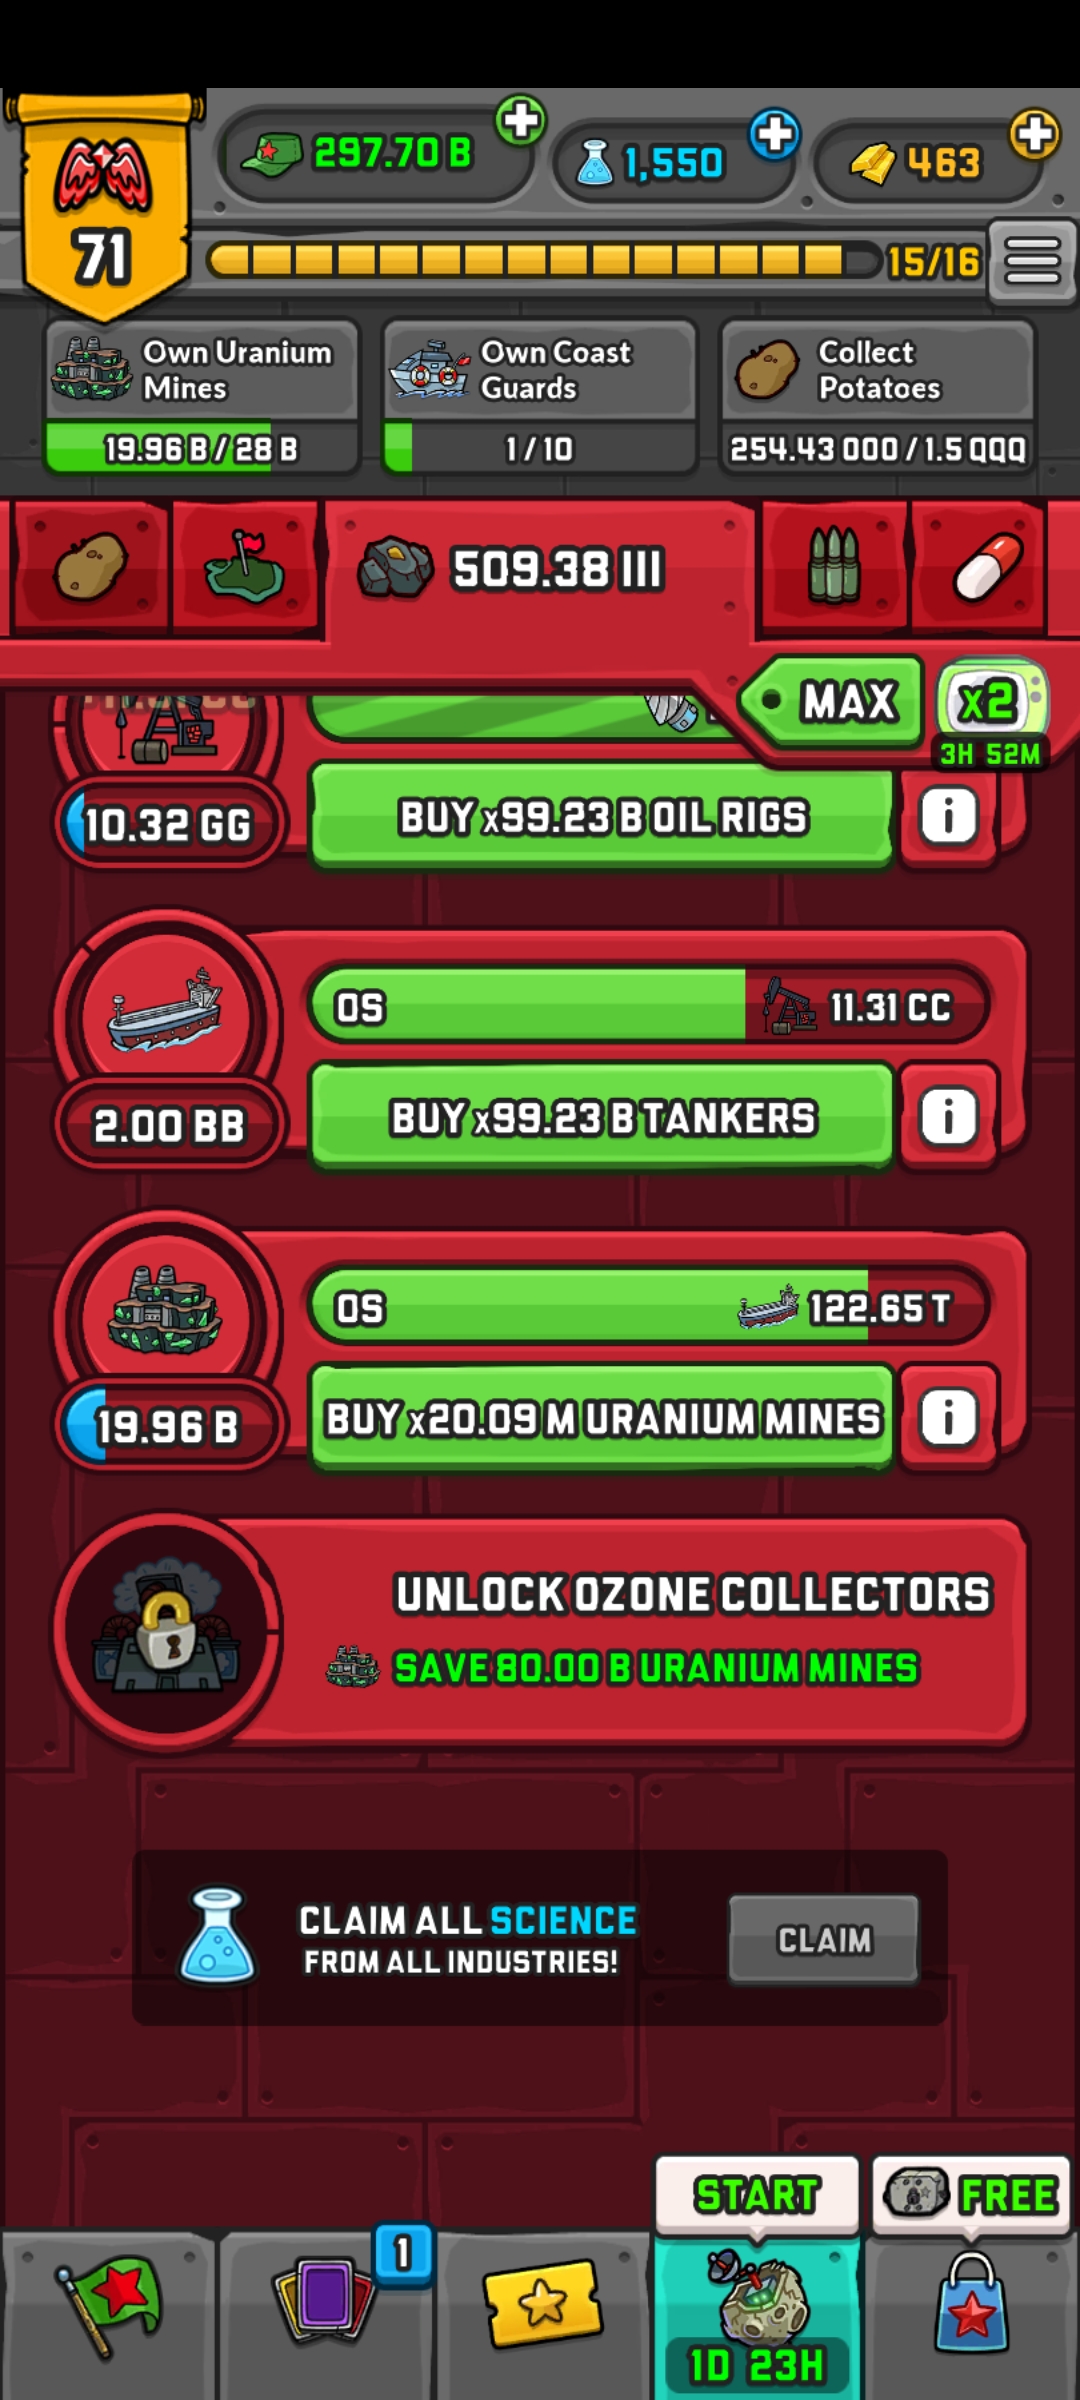 297.70 B
1,550
463
71
15/16
Own Uranium
Mines
19.96 B / 28 B
Own Coast
Guards
1 / 10
Collect
Potatoes
254.43 OOO / 1.5 QQQ
509.38 III
MAX
x2
3H 52M
10.32 GG
BUY x99.23 B OIL RIGS
i
0S
11.31 CC
2.00 BB
BUY x99.23 B TANKERS
i
0S
122.65 T
19.96 B
BUY x20.09 M URANIUM MINES
i
UNLOCK OZONE COLLECTORS
SAVE 80.00 B URANIUM MINES
CLAIM ALL SCIENCE
FROM ALL INDUSTRIES!
CLAIM
START
FREE
1
1D 23H